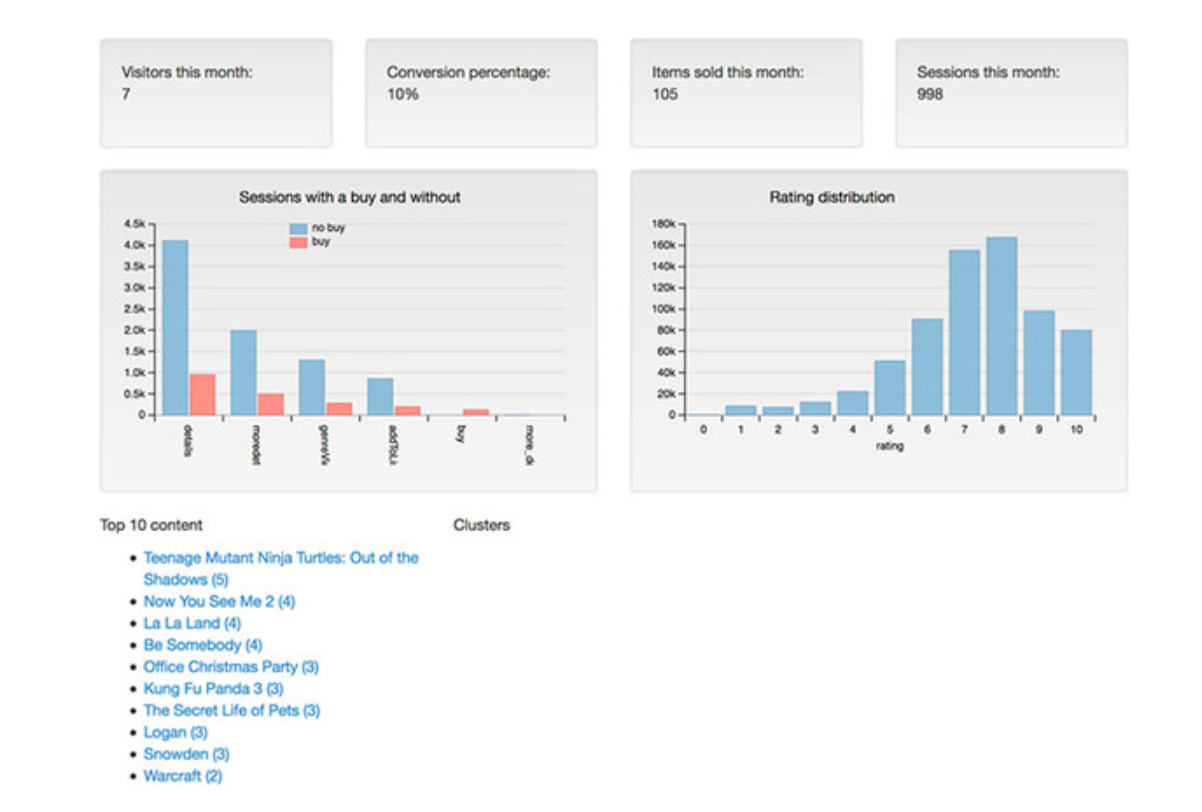 Visitors this month:
7
Conversion percentage:
10%
Items sold this month:
105
Sessions this month:
998
Sessions with a buy and without
no buy
buy
4.5k
4.0k
3.5k
3.0k
2.5k
2.0k
1.5k
1.0k
0.5k
0
details
moredet
genreVi
addToLi
buy
more_de
Rating distribution
180k
160k
140k
120k
100k
80k
60k
40k
20k
0
0 1 2 3 4 5 6 7 8 9 10
rating
Top 10 content
Teenage Mutant Ninja Turtles: Out of the
Shadows (5)
Now You See Me 2 (4)
La La Land (4)
Be Somebody (4)
Office Christmas Party (3)
Kung Fu Panda 3 (3)
The Secret Life of Pets (3)
Logan (3)
Snowden (3)
Warcraft (2)
Clusters